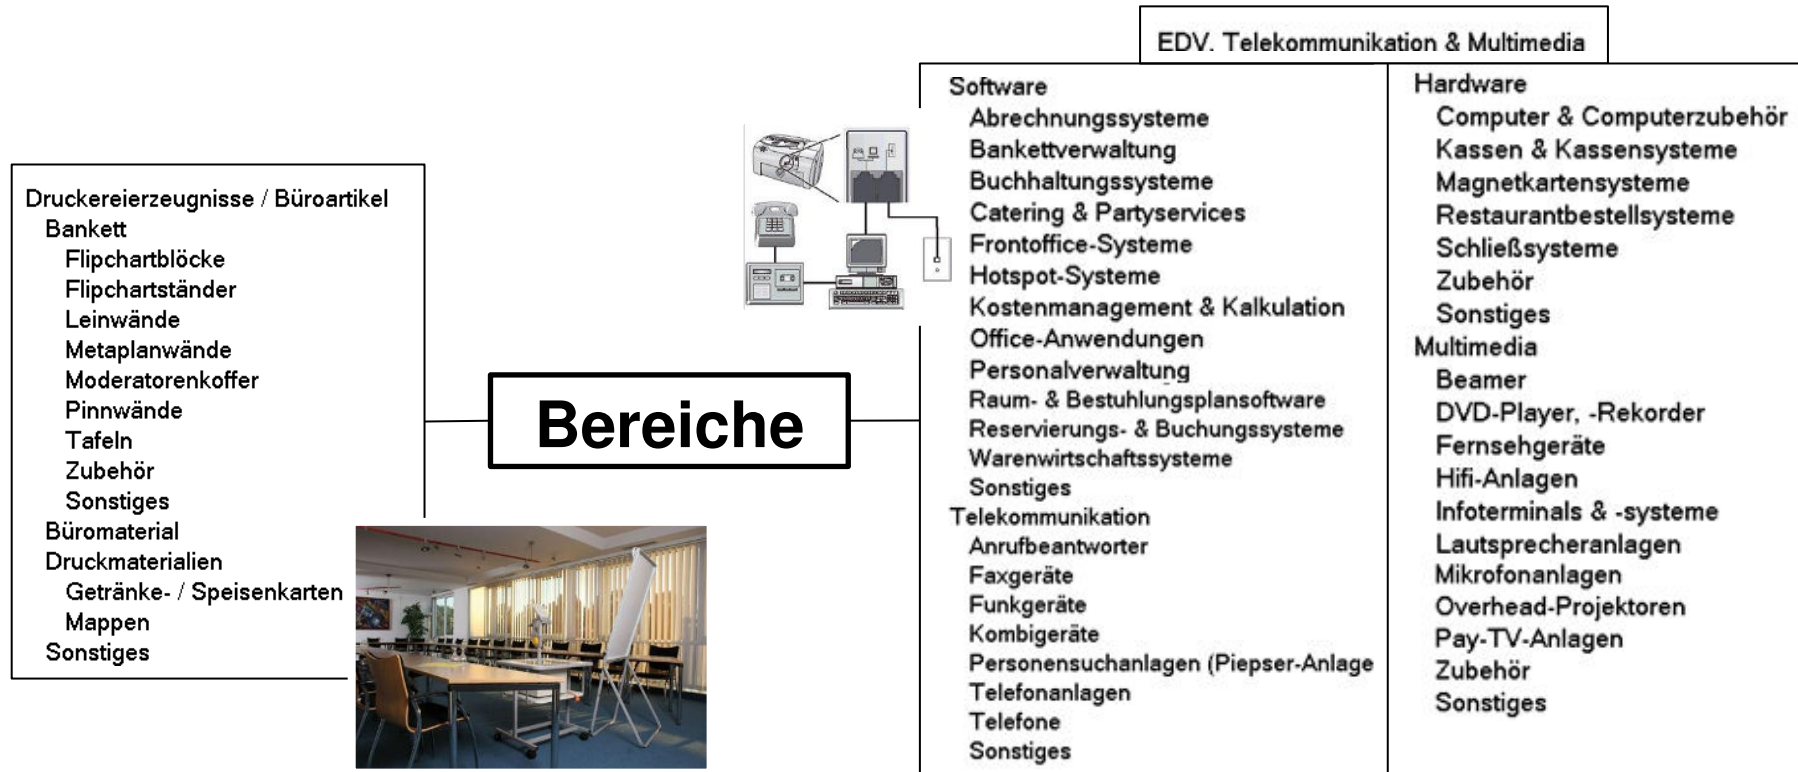 EDV. Telekommunikation & Multimedia
Druckereierzeugnisse / Büroartikel
Bankett
Flipchartblöcke
Flipchartständer
Leinwände
Metaplanwände
Moderatorenkoffer
Pinnwände
Tafeln
Zubehör
Sonstiges
Büromaterial
Druckmaterialien
Getränke- / Speisenkarten
Mappen
Sonstiges
Bereiche
Software
Abrechnungssysteme
Bankettverwaltung
Buchhaltungssysteme
Catering & Partyservices
Frontoffice-Systeme
Hotspot-Systeme
Kostenmanagement & Kalkulation
Office-Anwendungen
Personalverwaltung
Raum- & Bestuhlungsplansoftware
Reservierungs- & Buchungssysteme
Warenwirtschaftssysteme
Sonstiges
Telekommunikation
Anrufbeantworter
Faxgeräte
Funkgeräte
Kombigeräte
Personensuchanlagen (Piepser-Anlage
Telefonanlagen
Telefone
Sonstiges
Hardware
Computer & Computerzubehör
Kassen & Kassensysteme
Magnetkartensysteme
Restaurantbestellsysteme
Schließsysteme
Zubehör
Sonstiges
Multimedia
Beamer
DVD-Player, -Rekorder
Fernsehgeräte
Hifi-Anlagen
Infoterminals & -systeme
Lautsprecheranlagen
Mikrofonanlagen
Overhead-Projektoren
Pay-TV-Anlagen
Zubehör
Sonstiges